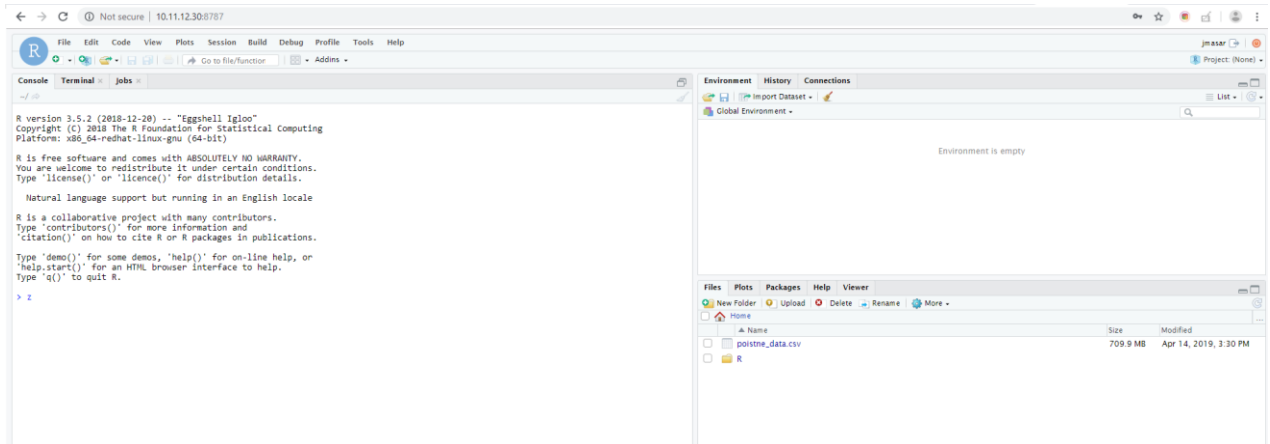 Not secure | 10.11.12.30:8787
R
File Edit Code View Plots Session Build Debug Profile Tools Help
jmasar
Go to file/function
Addins
Project: (None)
Console Terminal Jobs
~/
R version 3.5.2 (2018-12-20) -- "Eggshell Igloo"
Copyright (C) 2018 The R Foundation for Statistical Computing
Platform: x86_64-redhat-linux-gnu (64-bit)
R is free software and comes with ABSOLUTELY NO WARRANTY.
You are welcome to redistribute it under certain conditions.
Type 'license()' or 'licence()' for distribution details.
Natural language support but running in an English locale
R is a collaborative project with many contributors.
Type 'contributors()' for more information and
'citation()' on how to cite R or R packages in publications.
Type 'demo()' for some demos, 'help()' for on-line help, or
'help.start()' for an HTML browser interface to help.
Type 'q()' to quit R.
> z
Environment History Connections
Import Dataset
List
Global Environment
Environment is empty
Files Plots Packages Help Viewer
New Folder Upload Delete Rename More
Home
Name Size Modified
poistne_data.csv 709.9 MB Apr 14, 2019, 3:30 PM
R